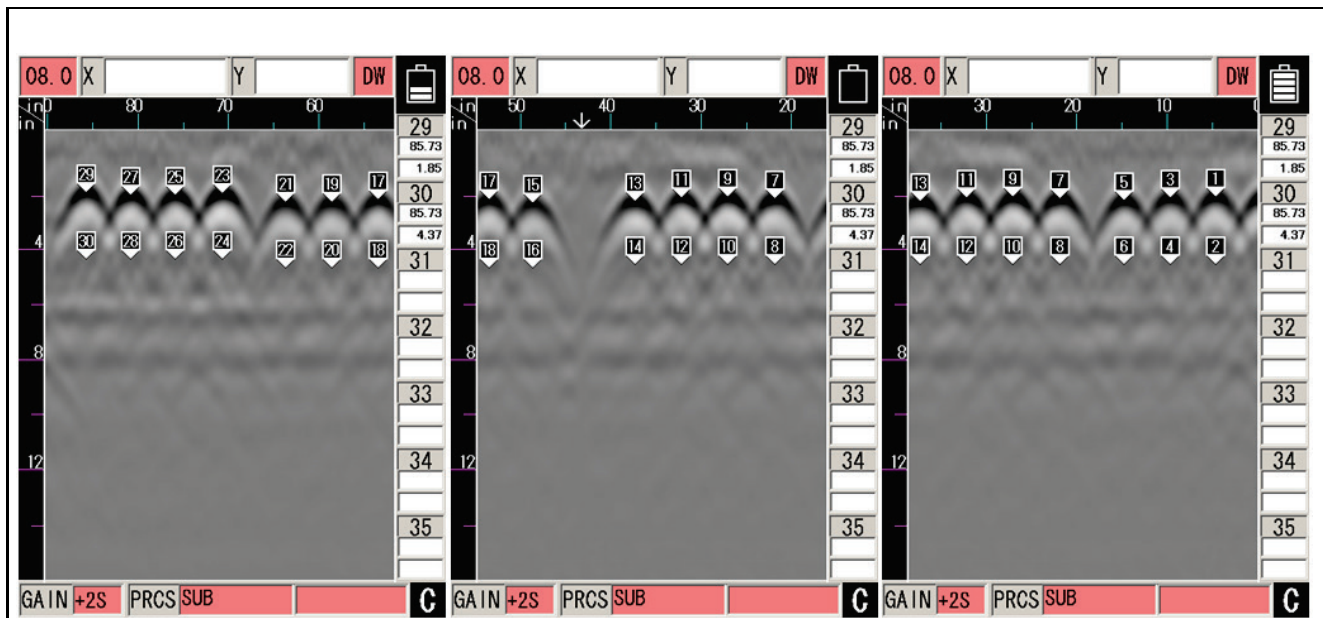 08.0 X Y DW
in 90 80 70 60
in
29
85.73
1.85
29 27 25 23 21 19 17
30
85.73
4.37
4 30 28 26 24 22 20 18
31
32
8
33
12
34
35
GAIN +2S PRCS SUB C
08.0 X Y DW
in 50 40 30 20
in
29
85.73
1.85
17 15 13 11 9 7
30
85.73
4.37
4 18 16 14 12 10 8
31
32
8
33
12
34
35
GAIN +2S PRCS SUB C
08.0 X Y DW
in 30 20 10 0
in
29
85.73
1.85
13 11 9 7 5 3 1
30
85.73
4.37
4 14 12 10 8 6 4 2
31
32
8
33
12
34
35
GAIN +2S PRCS SUB C